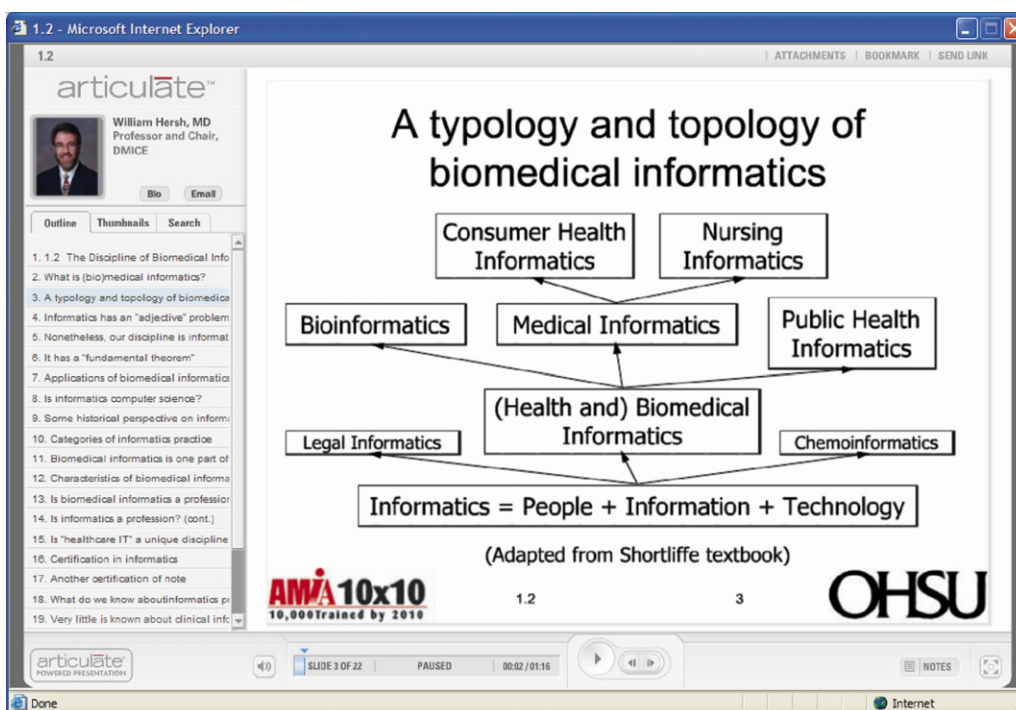 1.2 - Microsoft Internet Explorer
1.2
| ATTACHMENTS | BOOKMARK | SEND LINK
articulate™
William Hersh, MD
Professor and Chair,
DMICE
Bio Email
Outline Thumbnails Search
1. 1.2 The Discipline of Biomedical Info
2. What is (bio)medical informatics?
3. A typology and topology of biomedica
4. Informatics has an "adjective" problem
5. Nonetheless, our discipline is informat
6. It has a "fundamental theorem"
7. Applications of biomedical informatics
8. Is informatics computer science?
9. Some historical perspective on informa
10. Categories of informatics practice
11. Biomedical informatics is one part of
12. Characteristics of biomedical informa
13. Is biomedical informatics a profession
14. Is informatics a profession? (cont.)
15. Is "healthcare IT" a unique discipline
16. Certification in informatics
17. Another certification of note
18. What do we know aboutinformatics pr
19. Very little is known about clinical info
A typology and topology of
biomedical informatics
Consumer Health
Informatics
Nursing
Informatics
Bioinformatics
Medical Informatics
Public Health
Informatics
(Health and) Biomedical
Informatics
Legal Informatics
Chemoinformatics
Informatics = People + Information + Technology
(Adapted from Shortliffe textbook)
AMIA 10x10
10,000 Trained by 2010
1.2
3
OHSU
articulate
POWERED PRESENTATION
SLIDE 3 OF 22 | PAUSED | 00:02 / 01:16
NOTES
Done
Internet